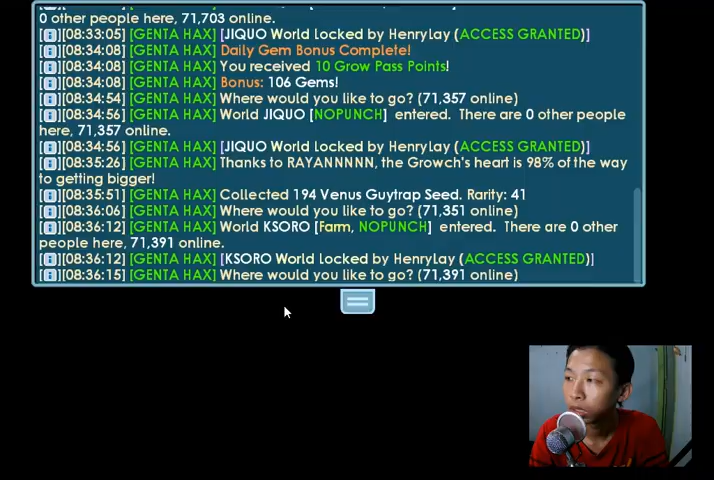 0 other people here, 71,703 online.
[i][08:33:05] [GENTA HAX] [JIQUO World Locked by HenryLay (ACCESS GRANTED)]
[i][08:34:08] [GENTA HAX] Daily Gem Bonus Complete!
[i][08:34:08] [GENTA HAX] You received 10 Grow Pass Points!
[i][08:34:08] [GENTA HAX] Bonus: 106 Gems!
[i][08:34:54] [GENTA HAX] Where would you like to go? (71,357 online)
[i][08:34:56] [GENTA HAX] World JIQUO [NOPUNCH] entered. There are 0 other people
here, 71,357 online.
[i][08:34:56] [GENTA HAX] [JIQUO World Locked by HenryLay (ACCESS GRANTED)]
[i][08:35:26] [GENTA HAX] Thanks to RAYANNNNN, the Growch's heart is 98% of the way
to getting bigger!
[i][08:35:51] [GENTA HAX] Collected 194 Venus Guytrap Seed. Rarity: 41
[i][08:36:06] [GENTA HAX] Where would you like to go? (71,351 online)
[i][08:36:12] [GENTA HAX] World KSORO [Farm, NOPUNCH] entered. There are 0 other
people here, 71,391 online.
[i][08:36:12] [GENTA HAX] [KSORO World Locked by HenryLay (ACCESS GRANTED)]
[i][08:36:15] [GENTA HAX] Where would you like to go? (71,391 online)